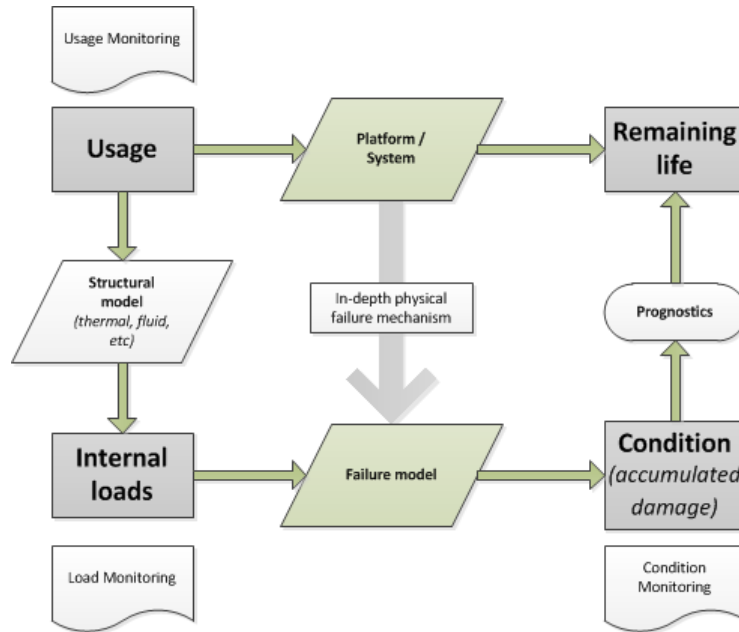 Usage Monitoring
Usage
Platform /
System
Remaining
life
Structural
model
(thermal, fluid,
etc)
In-depth physical
failure mechanism
Prognostics
Internal
loads
Failure model
Condition
(accumulated
damage)
Load Monitoring
Condition
Monitoring